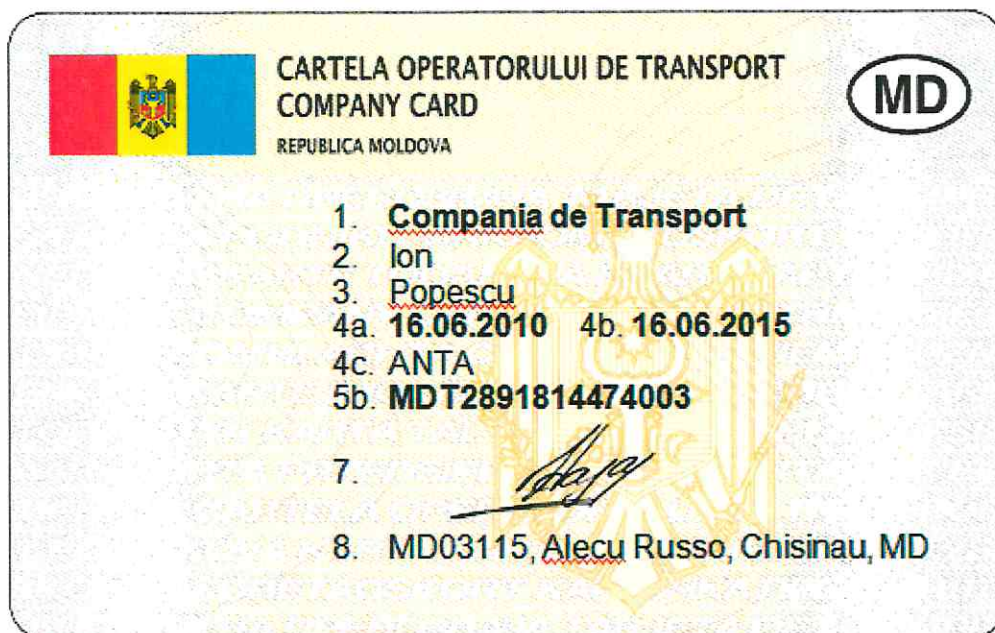 CARTELA OPERATORULUI DE TRANSPORT
COMPANY CARD
REPUBLICA MOLDOVA
MD
1. Compania de Transport
2. Ion
3. Popescu
4a. 16.06.2010 4b. 16.06.2015
4c. ANTA
5b. MDT2891814474003
7.
8. MD03115, Alecu Russo, Chisinau, MD